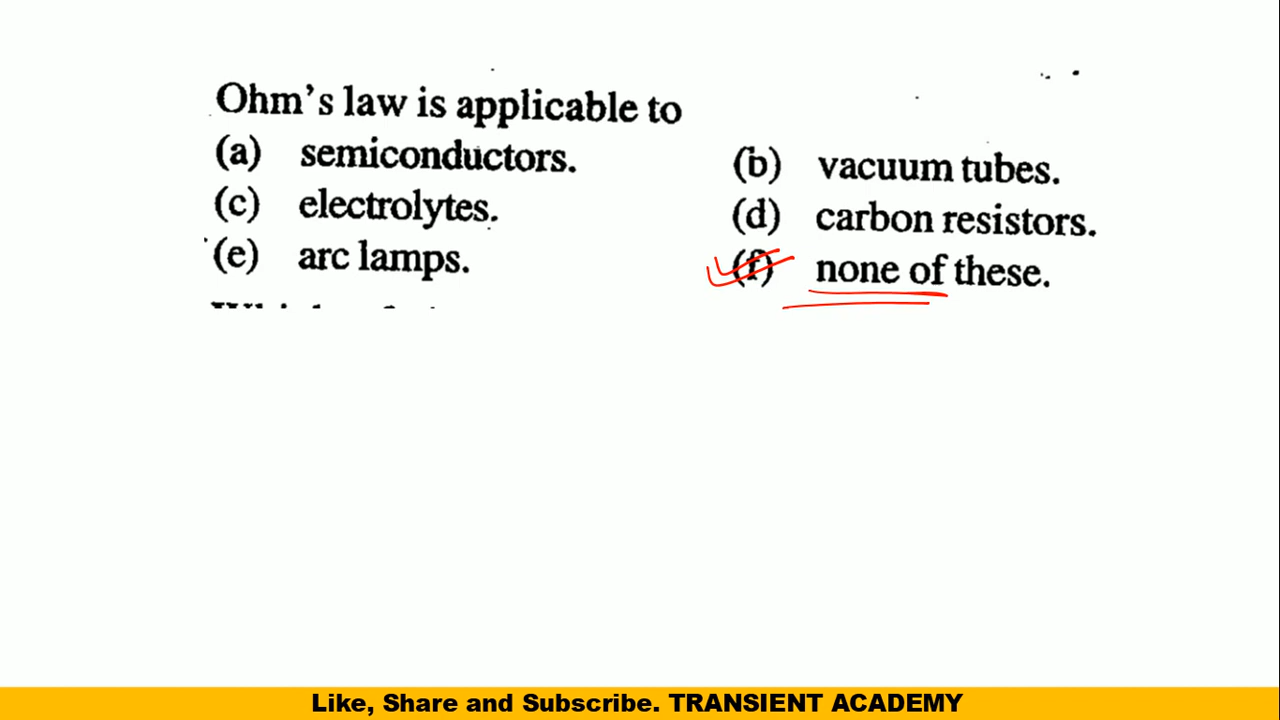 Ohm's law is applicable to
(a) semiconductors. (b) vacuum tubes.
(c) electrolytes. (d) carbon resistors.
(e) arc lamps. (f) none of these.
Like, Share and Subscribe. TRANSIENT ACADEMY